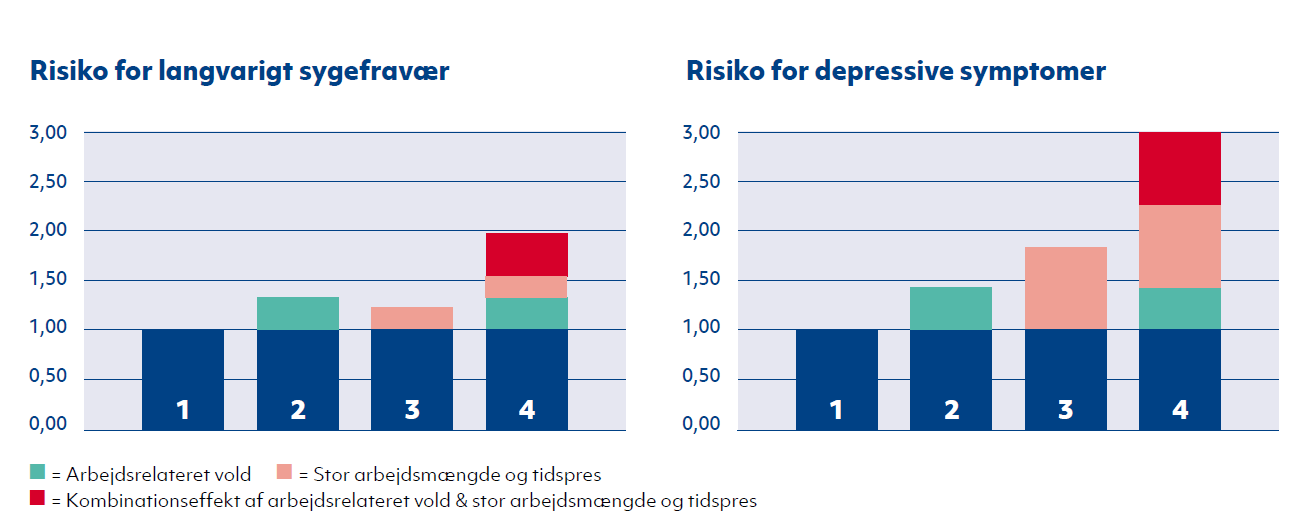 Risiko for langvarigt sygefravær
3,00
2,50
2,00
1,50
1,00
0,50
0,00
1 2 3 4
Risiko for depressive symptomer
3,00
2,50
2,00
1,50
1,00
0,50
0,00
1 2 3 4
= Arbejdsrelateret vold = Stor arbejdsmængde og tidspres
= Kombinationseffekt af arbejdsrelateret vold & stor arbejdsmængde og tidspres